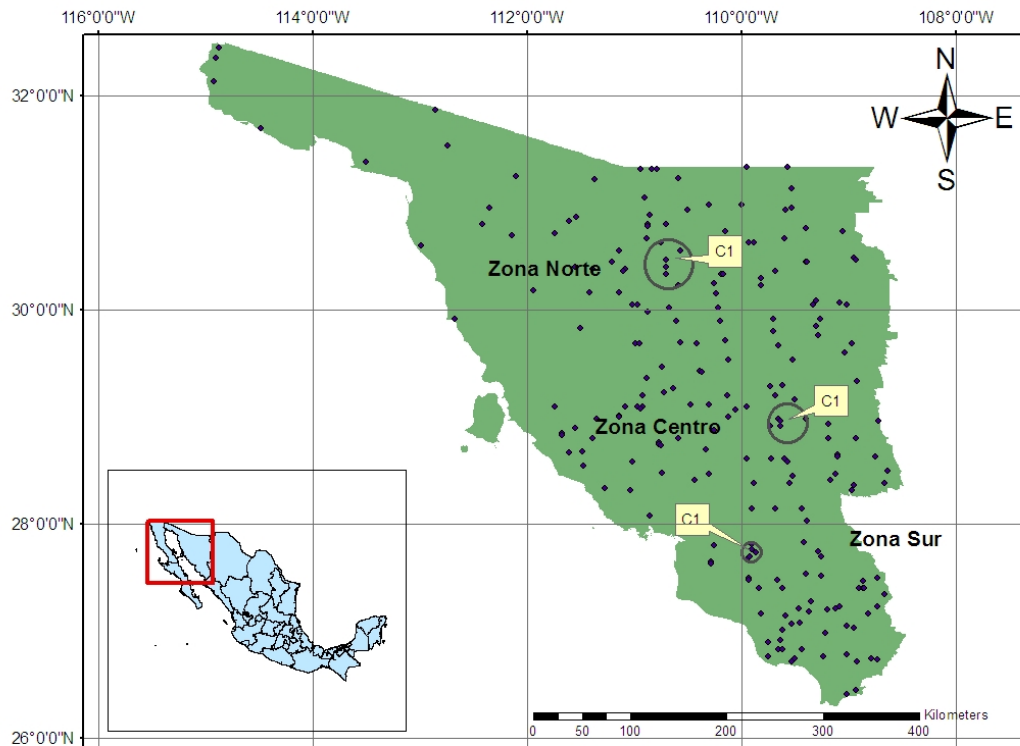 116°0'0"W 114°0'0"W 112°0'0"W 110°0'0"W 108°0'0"W
N
W E
S
32°0'0"N
C1
Zona Norte
30°0'0"N
C1
Zona Centro
C1
28°0'0"N
Zona Sur
Kilometers
0 50 100 200 300 400
26°0'0"N